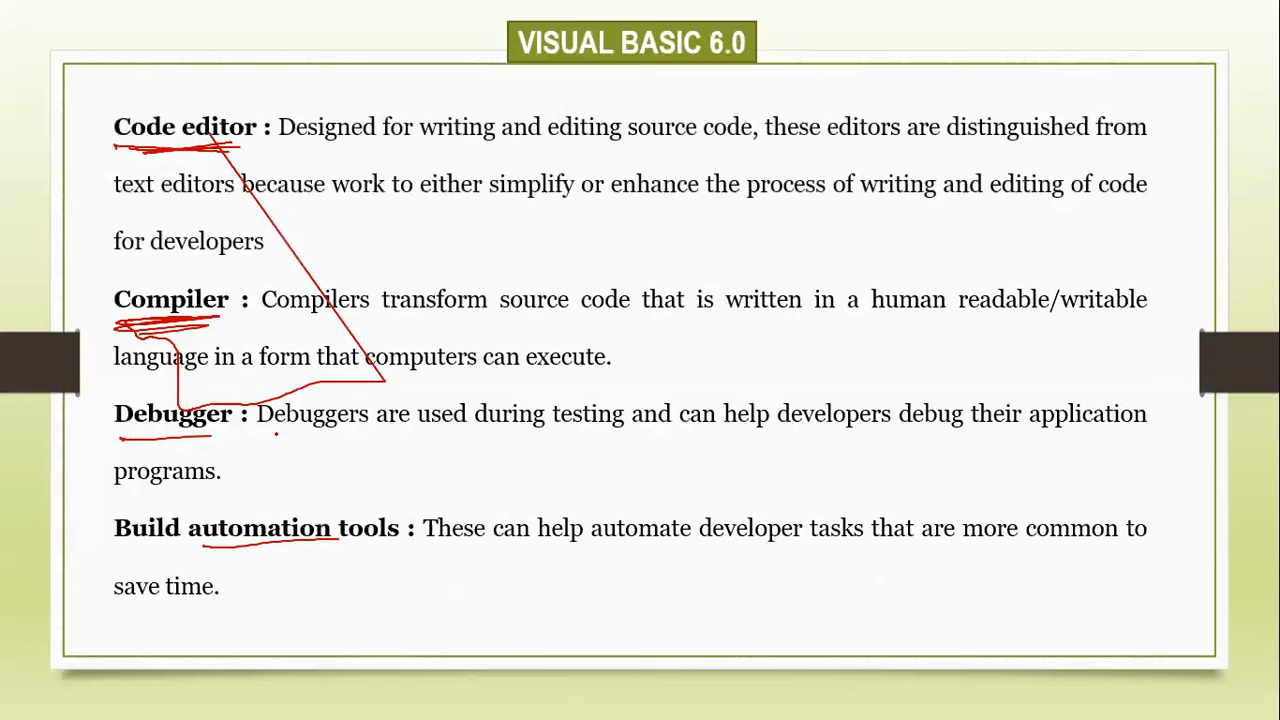 VISUAL BASIC 6.0
Code editor : Designed for writing and editing source code, these editors are distinguished from
text editors because work to either simplify or enhance the process of writing and editing of code
for developers
Compiler : Compilers transform source code that is written in a human readable/writable
language in a form that computers can execute.
Debugger : Debuggers are used during testing and can help developers debug their application
programs.
Build automation tools : These can help automate developer tasks that are more common to
save time.